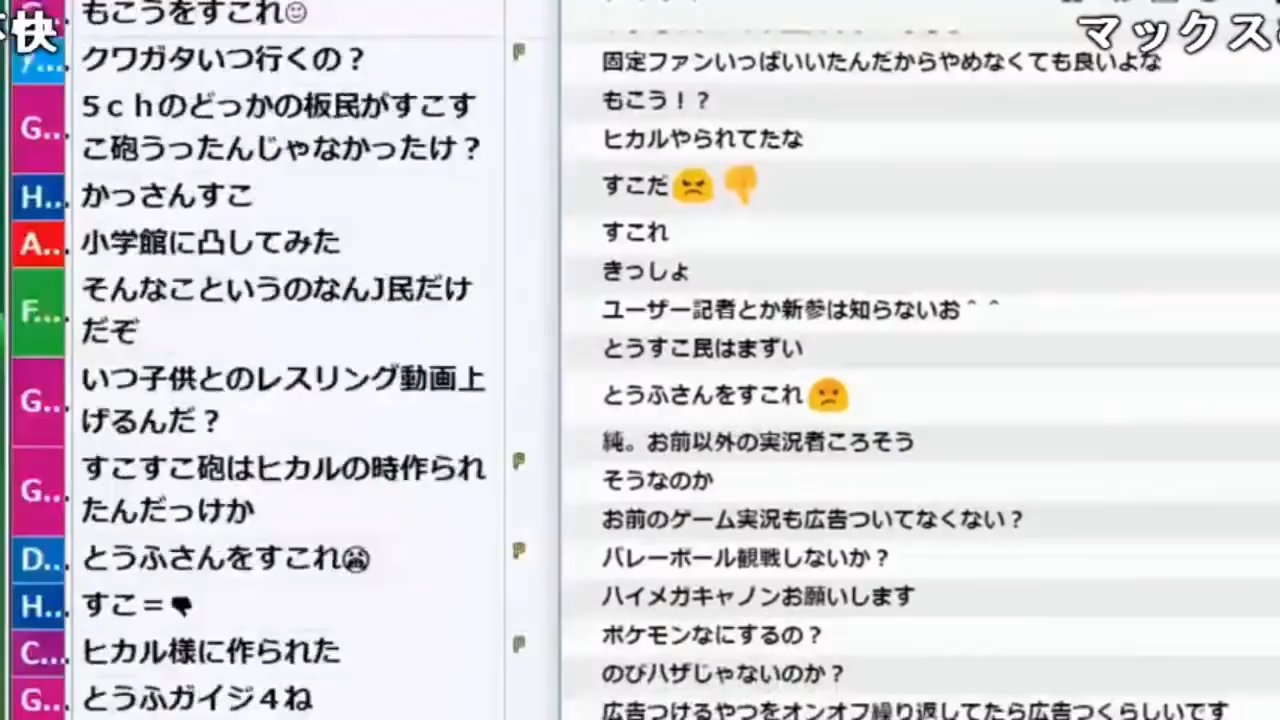 もこうをすこれ☺
快
マックス
クワガタいつ行くの？
G..
5ｃｈのどっかの板民がすこす
こ砲うったんじゃなかったけ？
H..
かっさんすこ
A..
小学館に凸してみた
F..
そんなこというのなんJ民だけ
だぞ
G..
いつ子供とのレスリング動画上
げるんだ？
G..
すこすこ砲はヒカルの時作られ
たんだっけか
D..
とうふさんをすこれ😫
H..
すこ＝👎
C...
ヒカル様に作られた
G..
とうふガイジ４ね
固定ファンいっぱいいたんだからやめなくても良いよな
もこう！？
ヒカルやられてたな
すこだ😠👎
すこれ
きっしょ
ユーザー記者とか新参は知らないお＾＾
とうすこ民はまずい
とうふさんをすこれ🙁
純。お前以外の実況者ころそう
そうなのか
お前のゲーム実況も広告ついてなくない？
バレーボール観戦しないか？
ハイメガキャノンお願いします
ポケモンなにするの？
のびハザじゃないのか？
広告つけるやつをオンオフ繰り返してたら広告つくらしいです